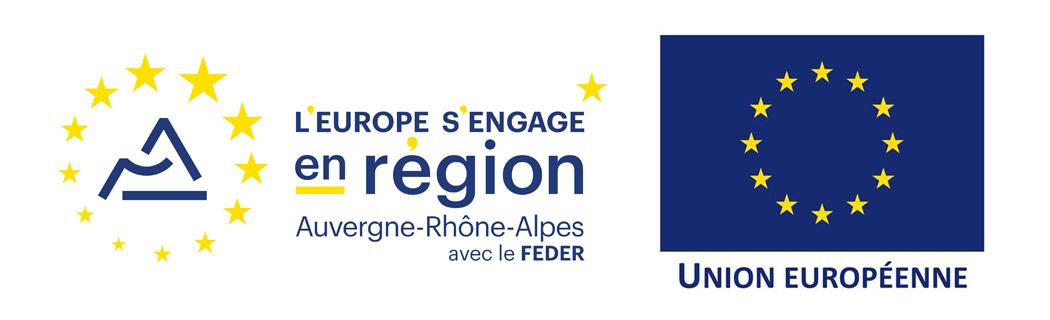 L'EUROPE S'ENGAGE
en région
Auvergne-Rhône-Alpes
avec le FEDER
UNION EUROPÉENNE